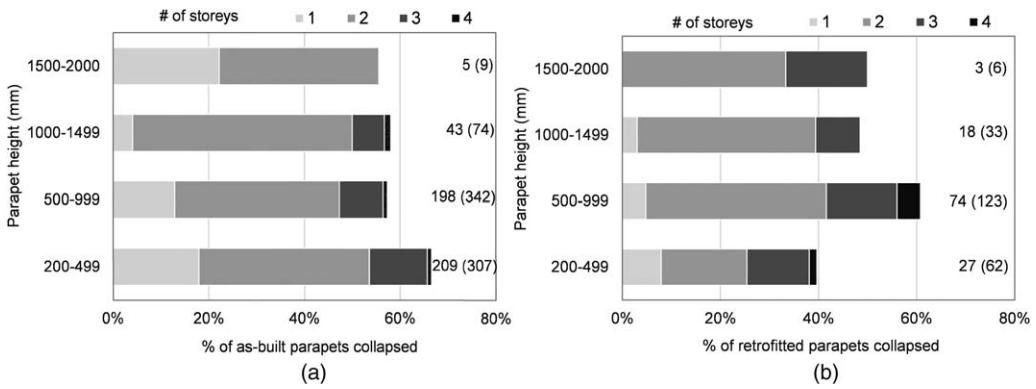 # of storeys 1 2 3 4
Parapet height (mm)
1500-2000 5 (9)
1000-1499 43 (74)
500-999 198 (342)
200-499 209 (307)
0% 20% 40% 60% 80%
% of as-built parapets collapsed
(a)
# of storeys 1 2 3 4
Parapet height (mm)
1500-2000 3 (6)
1000-1499 18 (33)
500-999 74 (123)
200-499 27 (62)
0% 20% 40% 60% 80%
% of retrofitted parapets collapsed
(b)